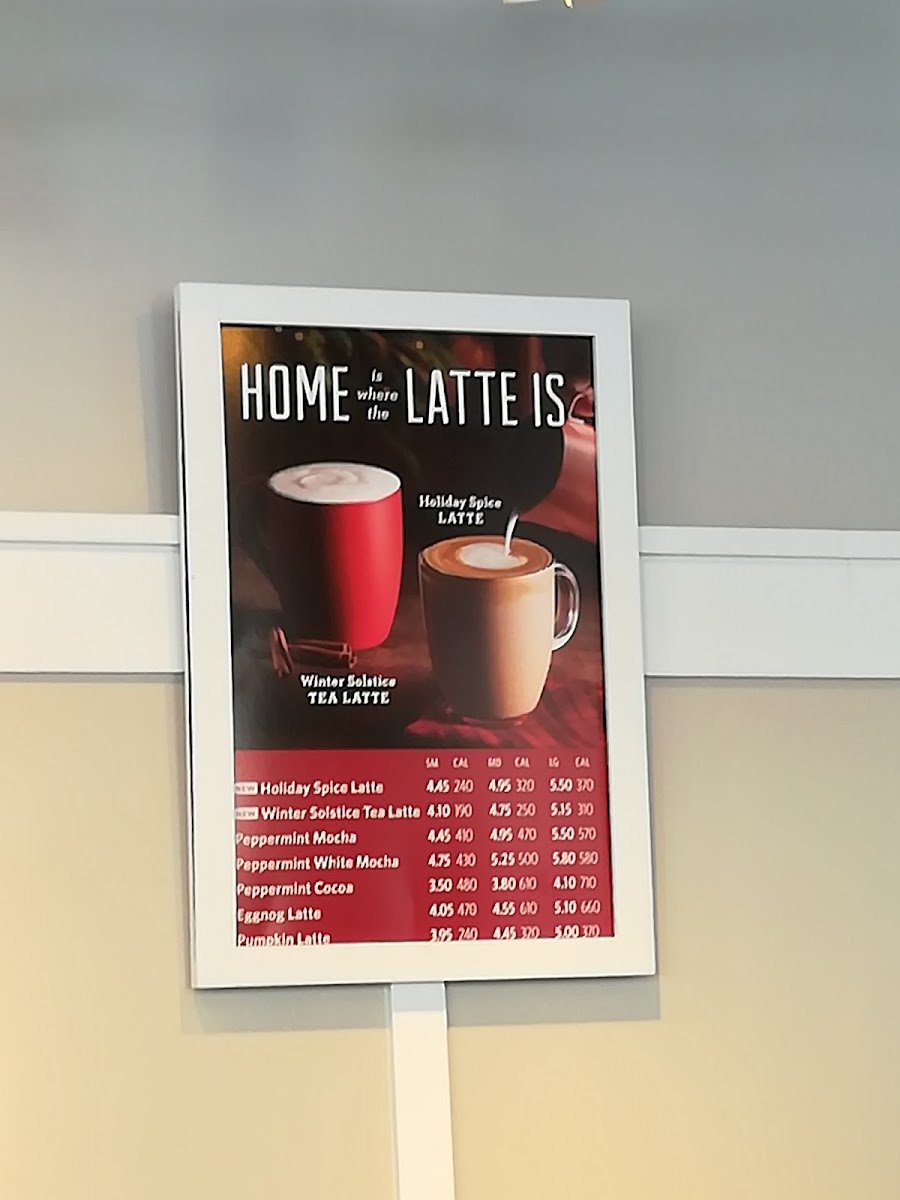 HOME is where the LATTE IS
Holiday Spice
LATTE
Winter Solstice
TEA LATTE
SM CAL MD CAL LG CAL
NEW Holiday Spice Latte 4.45 240 4.95 320 5.50 370
NEW Winter Solstice Tea Latte 4.10 190 4.75 250 5.15 310
Peppermint Mocha 4.45 410 4.95 470 5.50 570
Peppermint White Mocha 4.75 430 5.25 500 5.80 580
Peppermint Cocoa 3.50 480 3.80 610 4.10 710
Eggnog Latte 4.05 470 4.55 610 5.10 660
Pumpkin Latte 3.95 240 4.45 320 5.00 370